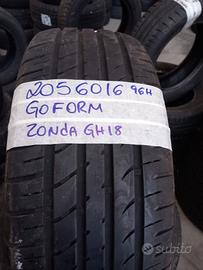 2056016 96H
GOFORM
ZONDA GH18
subito